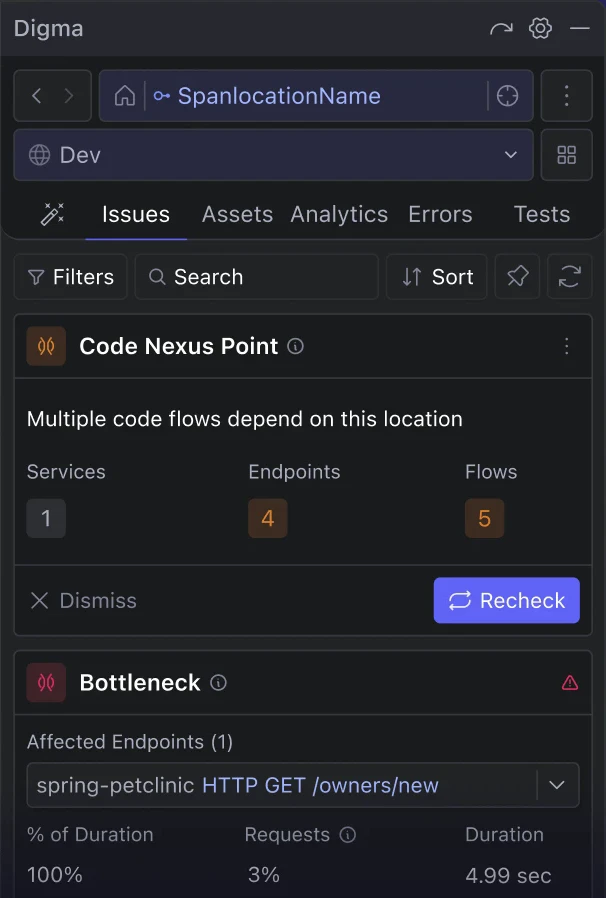 Digma
SpanlocationName
Dev
Issues Assets Analytics Errors Tests
Filters Search Sort
Code Nexus Point
Multiple code flows depend on this location
Services Endpoints Flows
1 4 5
Dismiss Recheck
Bottleneck
Affected Endpoints (1)
spring-petclinic HTTP GET /owners/new
% of Duration Requests Duration
100% 3% 4.99 sec